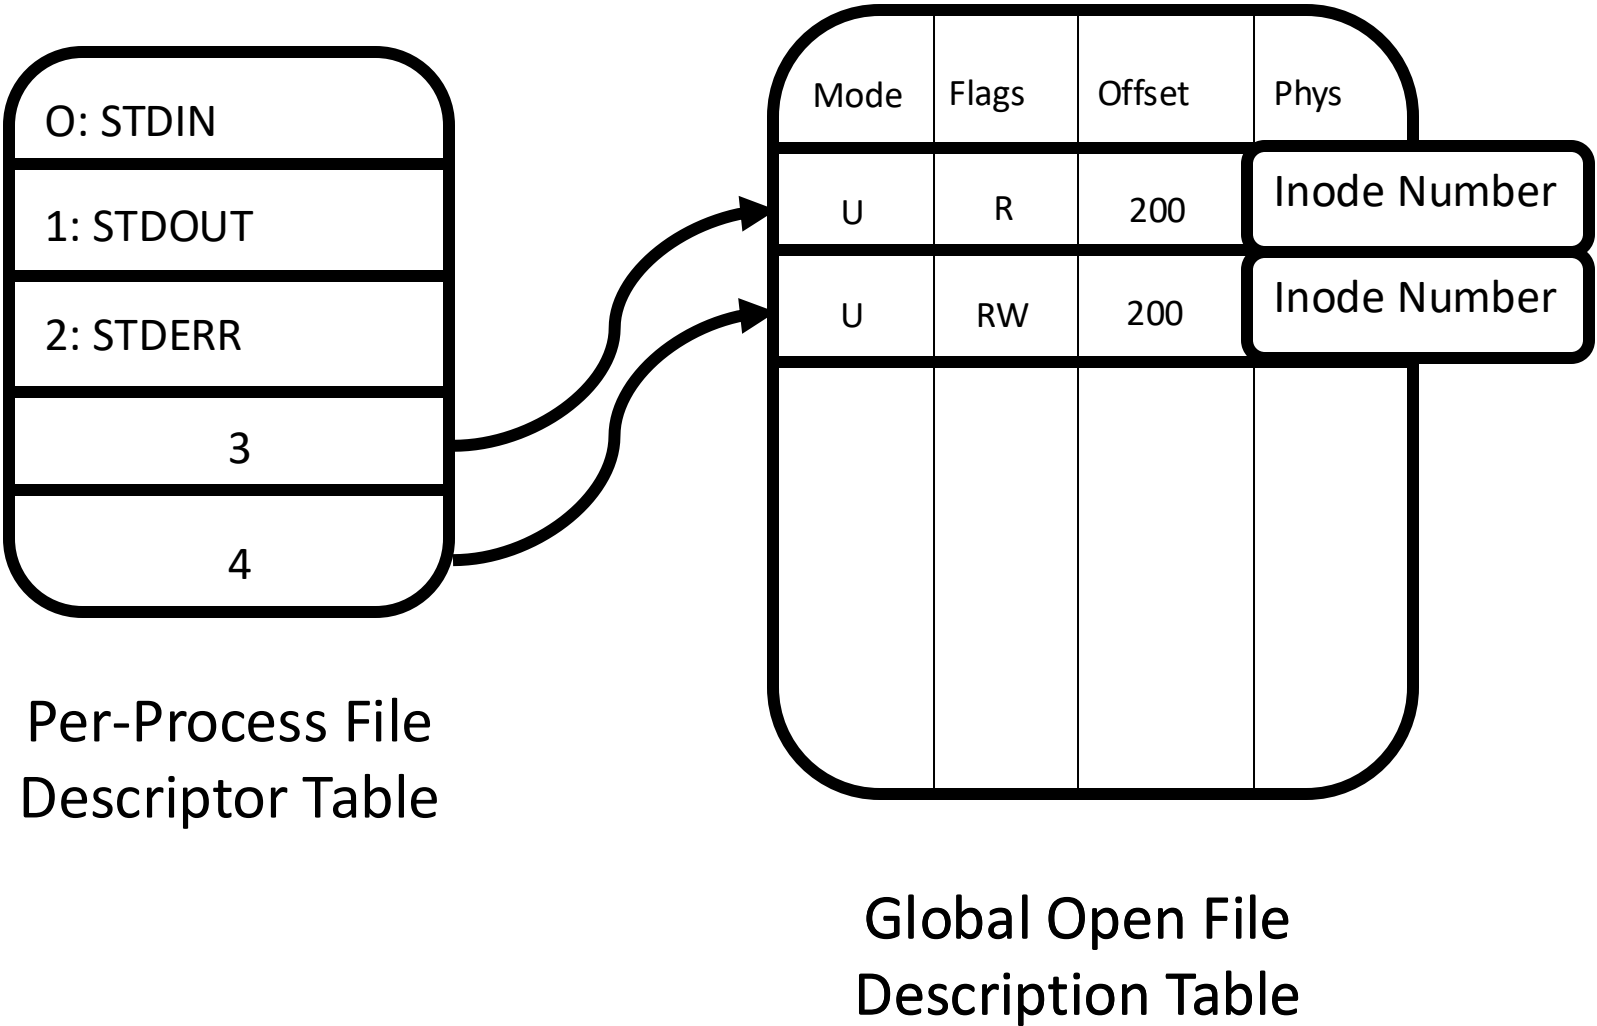 O: STDIN
1: STDOUT
2: STDERR
3
4
Per-Process File
Descriptor Table
Mode Flags Offset Phys
U R 200 Inode Number
U RW 200 Inode Number
Global Open File
Description Table